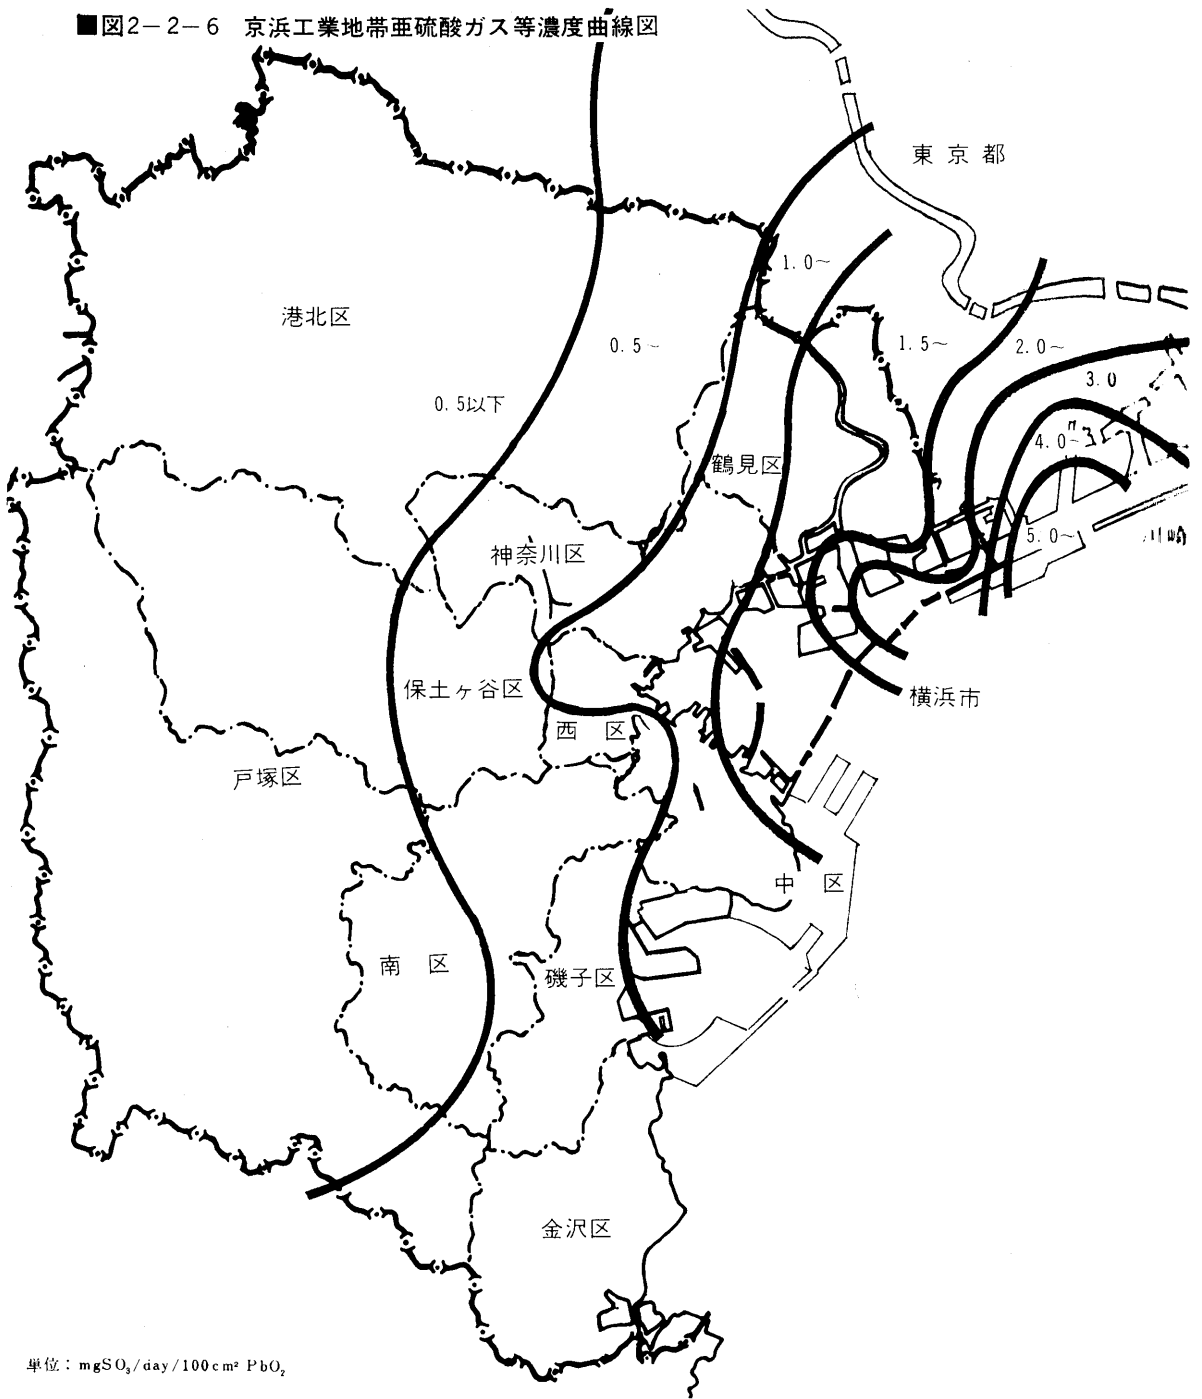 ■図2-2-6 京浜工業地帯亜硫酸ガス等濃度曲線図
東京都
1.0~
港北区
0.5~
1.5~
2.0~
3.0
0.5以下
4.0~
鶴見区
神奈川区
5.0~
川崎
保土ヶ谷区
横浜市
西区
戸塚区
中区
南区
磯子区
金沢区
単位：mgSO₃/day/100cm² PbO₂